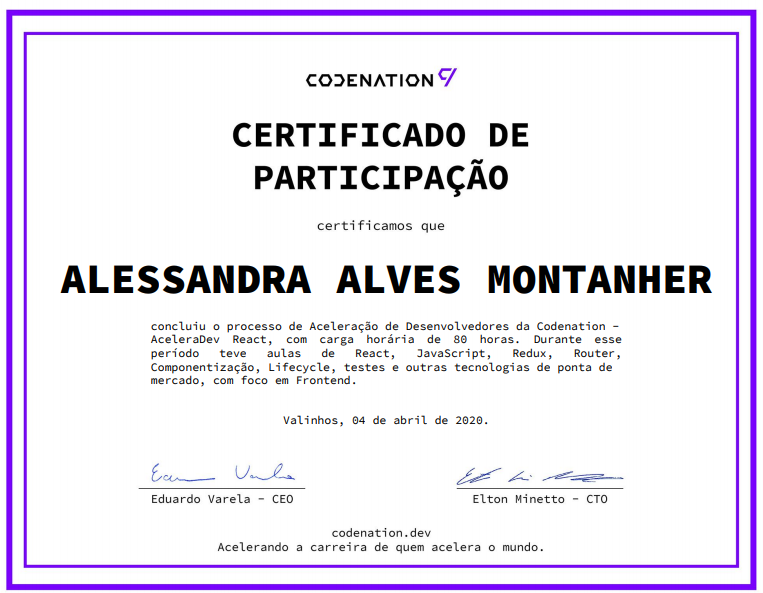 CODENATION
CERTIFICADO DE
PARTICIPAÇÃO
certificamos que
ALESSANDRA ALVES MONTANHER
concluiu o processo de Aceleração de Desenvolvedores da Codenation -
AceleraDev React, com carga horária de 80 horas. Durante esse
período teve aulas de React, JavaScript, Redux, Router,
Componentização, Lifecycle, testes e outras tecnologias de ponta de
mercado, com foco em Frontend.
Valinhos, 04 de abril de 2020.
Eduardo Varela - CEO
Elton Minetto - CTO
codenation.dev
Acelerando a carreira de quem acelera o mundo.